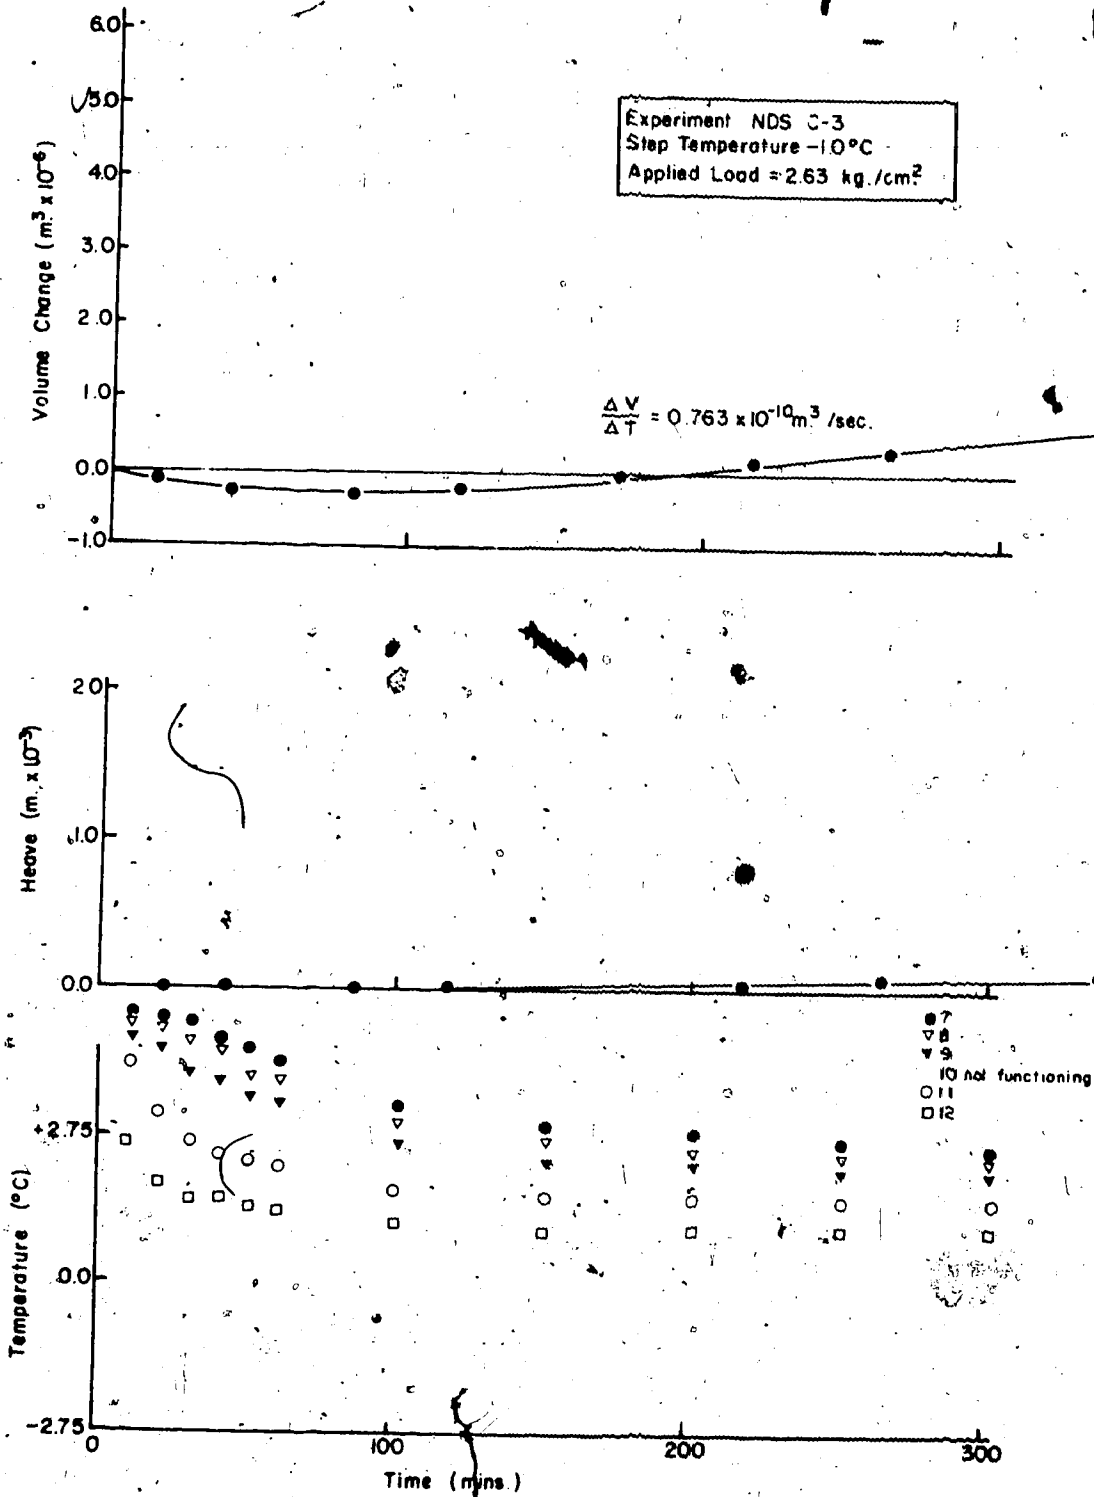 6.0
5.0
4.0
3.0
2.0
1.0
0.0
-1.0
Volume Change (m³ x 10⁻⁶)
Experiment NDS C-3
Step Temperature -1.0°C
Applied Load = 2.63 kg./cm²
ΔV/ΔT = 0.763 x 10⁻¹⁰ m³/sec.
2.0
1.0
0.0
Heave (m. x 10⁻³)
7
8
9
10 not functioning
11
12
+2.75
0.0
-2.75
Temperature (°C)
0 100 200 300
Time (mins.)